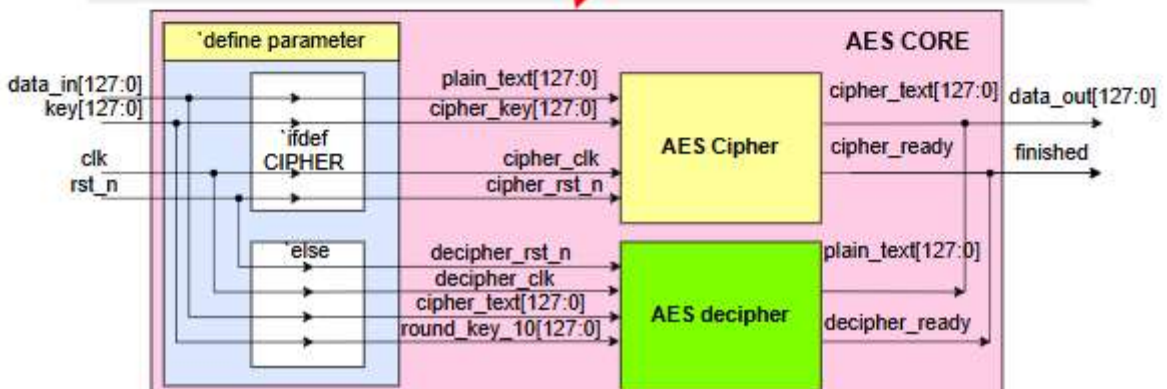 `define parameter
AES CORE
data_in[127:0]
key[127:0]
clk
rst_n
`ifdef
CIPHER
plain_text[127:0]
cipher_key[127:0]
cipher_clk
cipher_rst_n
AES Cipher
cipher_text[127:0]
cipher_ready
data_out[127:0]
finished
`else
decipher_rst_n
decipher_clk
cipher_text[127:0]
round_key_10[127:0]
AES decipher
plain_text[127:0]
decipher_ready